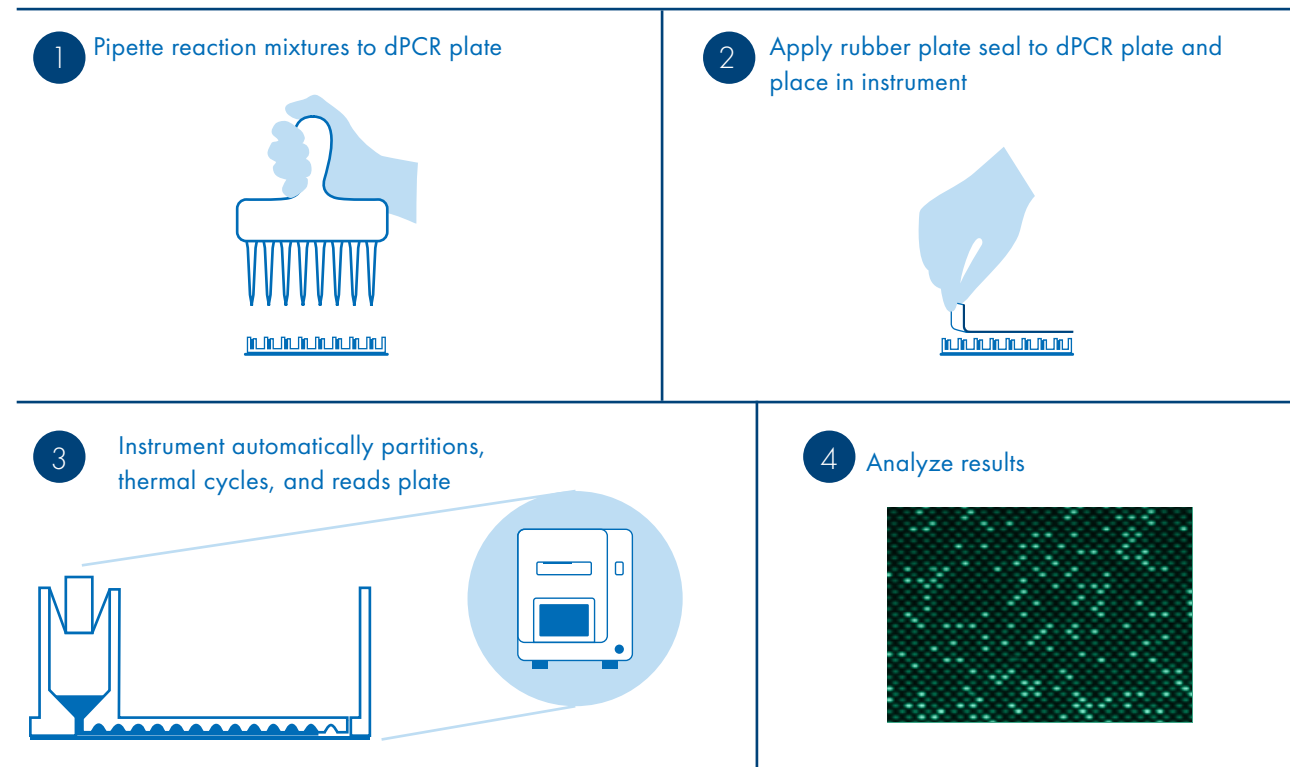 1
Pipette reaction mixtures to dPCR plate
2
Apply rubber plate seal to dPCR plate and
place in instrument
3
Instrument automatically partitions,
thermal cycles, and reads plate
4
Analyze results